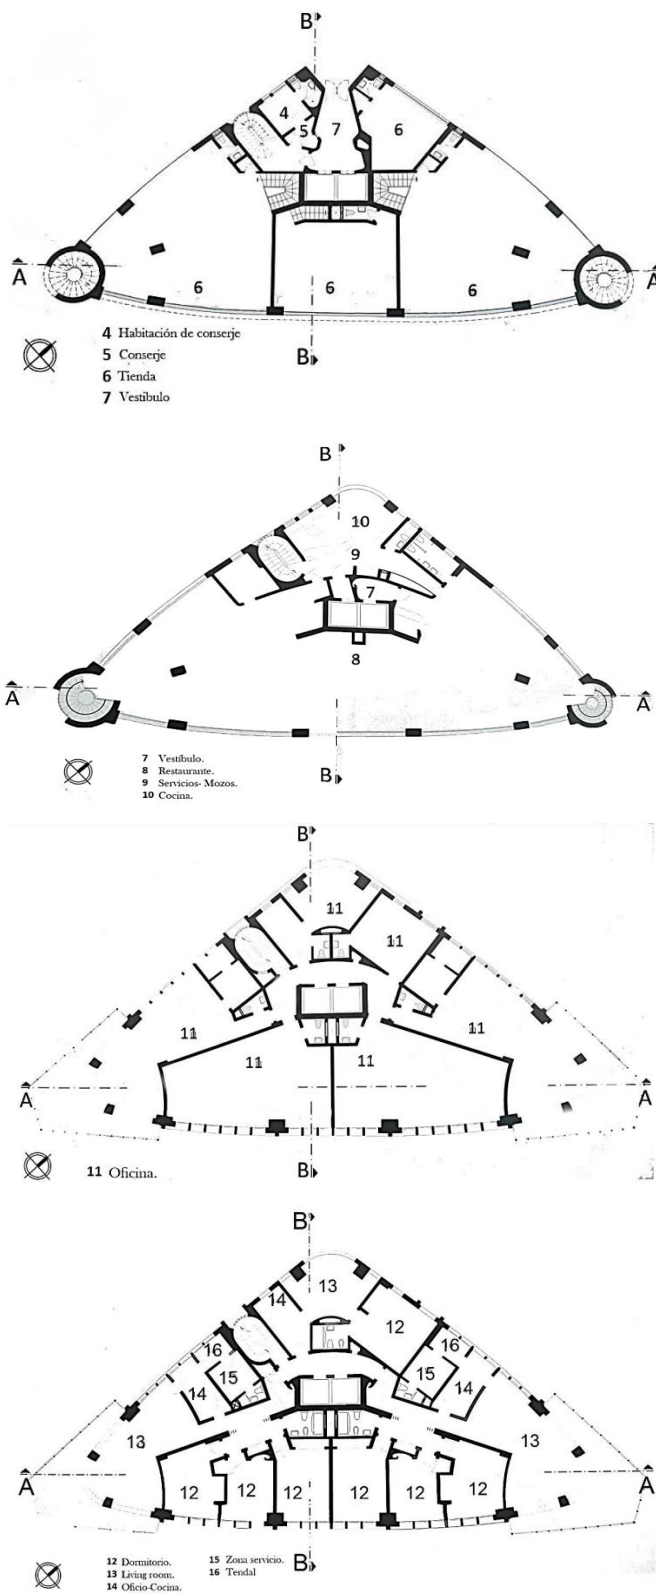 B
4
5
7
6
A
A
6
6
6
B
4 Habitación de conserje
5 Conserje
6 Tienda
7 Vestíbulo
B
10
9
7
8
A
A
B
7 Vestíbulo.
8 Restaurante.
9 Servicios- Mozos.
10 Cocina.
B
11
11
11
11
11
11
A
A
B
11 Oficina.
B
14
13
12
16
16
15
15
14
14
13
13
A
A
12
12
12
12
12
12
B
12 Dormitorio.
13 Living room.
14 Oficio-Cocina.
15 Zona servicio.
16 Tendal